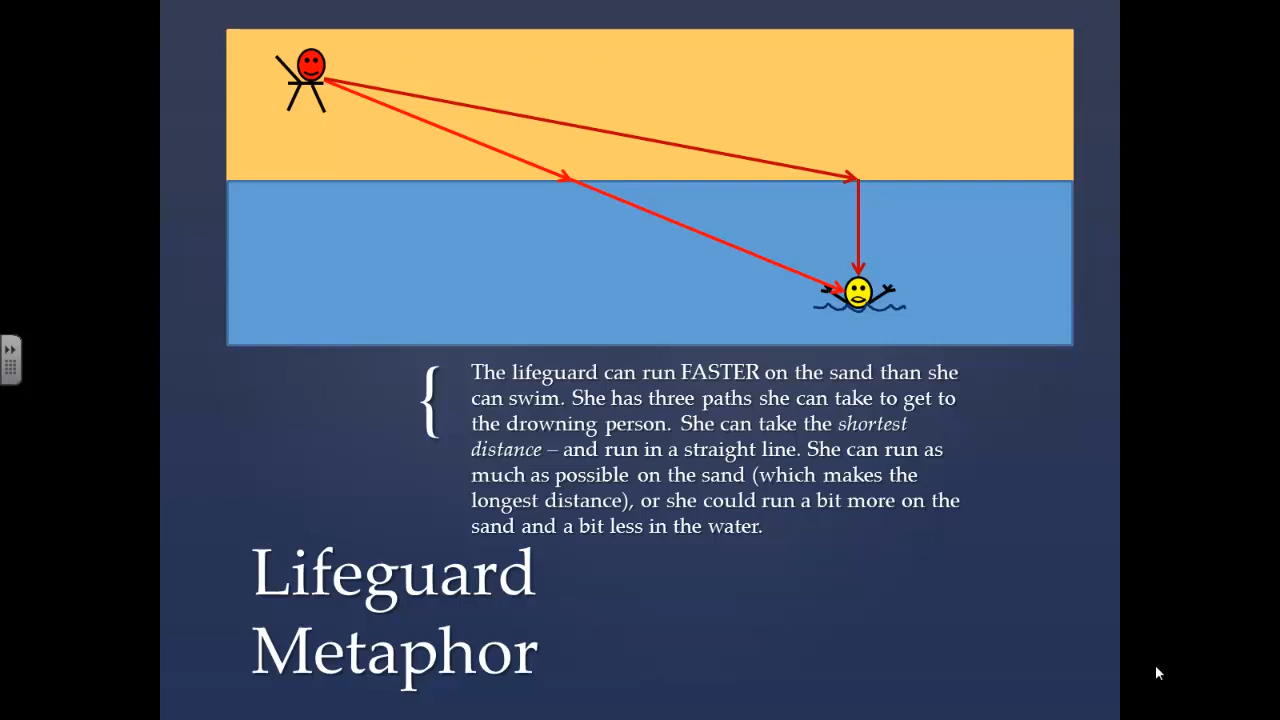 The lifeguard can run FASTER on the sand than she
can swim. She has three paths she can take to get to
the drowning person. She can take the shortest
distance – and run in a straight line. She can run as
much as possible on the sand (which makes the
longest distance), or she could run a bit more on the
sand and a bit less in the water.
Lifeguard
Metaphor